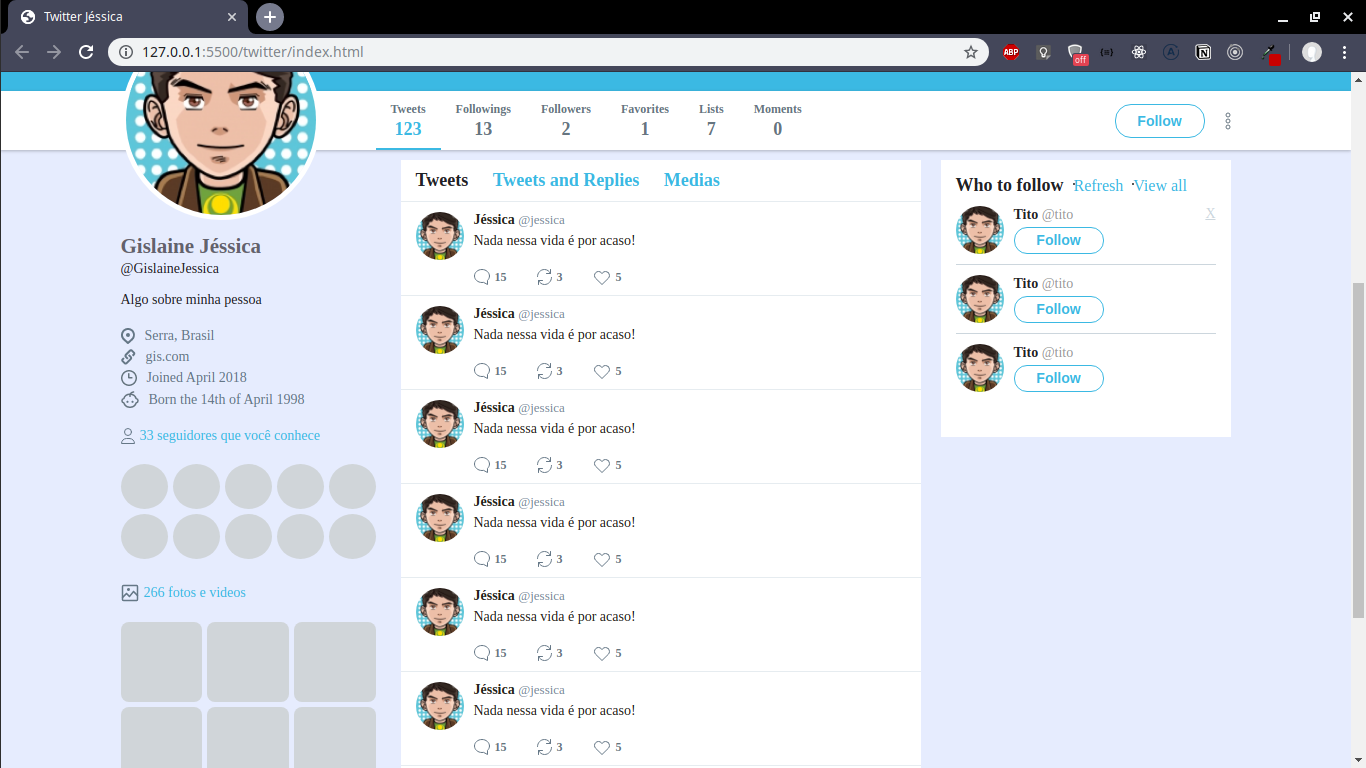 Twitter Jéssica
127.0.0.1:5500/twitter/index.html
ABP
off
Tweets Followings Followers Favorites Lists Moments
123 13 2 1 7 0
Follow
Gislaine Jéssica
@GislaineJessica
Algo sobre minha pessoa
Serra, Brasil
gis.com
Joined April 2018
Born the 14th of April 1998
33 seguidores que você conhece
266 fotos e videos
Tweets Tweets and Replies Medias
Jéssica @jessica
Nada nessa vida é por acaso!
15 3 5
Jéssica @jessica
Nada nessa vida é por acaso!
15 3 5
Jéssica @jessica
Nada nessa vida é por acaso!
15 3 5
Jéssica @jessica
Nada nessa vida é por acaso!
15 3 5
Jéssica @jessica
Nada nessa vida é por acaso!
15 3 5
Jéssica @jessica
Nada nessa vida é por acaso!
15 3 5
Who to follow ·Refresh ·View all
Tito @tito X
Follow
Tito @tito
Follow
Tito @tito
Follow